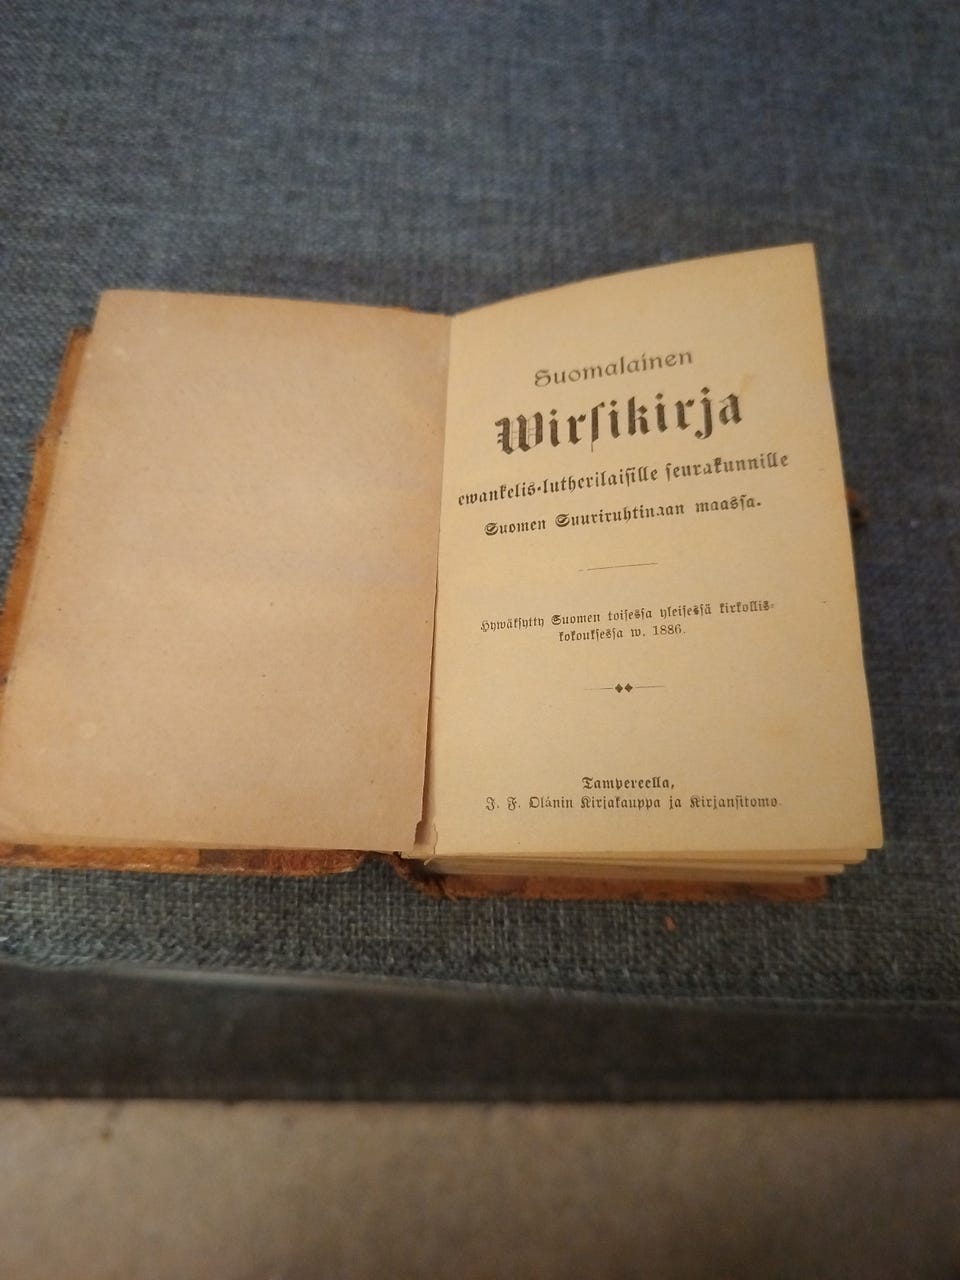 Suomalainen
Wirsikirja
ewankelis-lutherilaisille seurakunnille
Suomen Suuriruhtinaan maassa.
Hywäksytty Suomen toisessa yleisessä kirkollis-
kokouksessa w. 1886.
Tampereella,
J. F. Olánin Kirjakauppa ja Kirjansitomo.